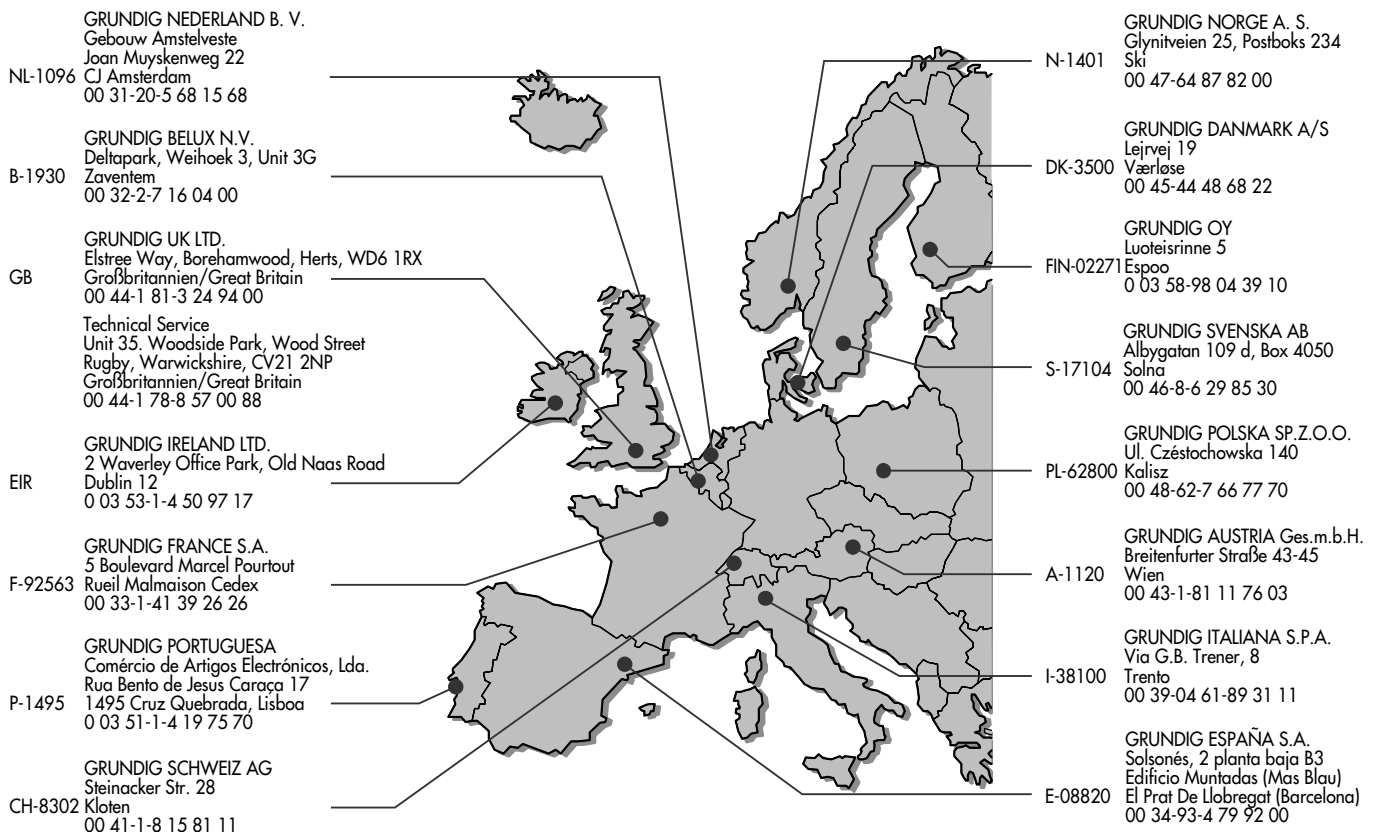 GRUNDIG NEDERLAND B. V.
Gebouw Amstelveste
Joan Muyskenweg 22
NL-1096 CJ Amsterdam
00 31-20-5 68 15 68
GRUNDIG BELUX N.V.
Deltapark, Weihoek 3, Unit 3G
B-1930 Zaventem
00 32-2-7 16 04 00
GRUNDIG UK LTD.
Elstree Way, Borehamwood, Herts, WD6 1RX
GB Großbritannien/Great Britain
00 44-1 81-3 24 94 00
Technical Service
Unit 35. Woodside Park, Wood Street
Rugby, Warwickshire, CV21 2NP
Großbritannien/Great Britain
00 44-1 78-8 57 00 88
GRUNDIG IRELAND LTD.
2 Waverley Office Park, Old Naas Road
EIR Dublin 12
0 03 53-1-4 50 97 17
GRUNDIG FRANCE S.A.
5 Boulevard Marcel Pourtout
F-92563 Rueil Malmaison Cedex
00 33-1-41 39 26 26
GRUNDIG PORTUGUESA
Comércio de Artigos Electrónicos, Lda.
Rua Bento de Jesus Caraça 17
P-1495 1495 Cruz Quebrada, Lisboa
0 03 51-1-4 19 75 70
GRUNDIG SCHWEIZ AG
Steinacker Str. 28
CH-8302 Kloten
00 41-1-8 15 81 11
GRUNDIG NORGE A. S.
Glynitveien 25, Postboks 234
N-1401 Ski
00 47-64 87 82 00
GRUNDIG DANMARK A/S
Lejrvej 19
DK-3500 Værløse
00 45-44 48 68 22
GRUNDIG OY
Luoteisrinne 5
FIN-02271 Espoo
0 03 58-98 04 39 10
GRUNDIG SVENSKA AB
Albygatan 109 d, Box 4050
S-17104 Solna
00 46-8-6 29 85 30
GRUNDIG POLSKA SP.Z.O.O.
Ul. Czéstochowska 140
PL-62800 Kalisz
00 48-62-7 66 77 70
GRUNDIG AUSTRIA Ges.m.b.H.
Breitenfurter Straße 43-45
A-1120 Wien
00 43-1-81 11 76 03
GRUNDIG ITALIANA S.P.A.
Via G.B. Trener, 8
I-38100 Trento
00 39-04 61-89 31 11
GRUNDIG ESPAÑA S.A.
Solsonés, 2 planta baja B3
Edificio Muntadas (Mas Blau)
E-08820 El Prat De Llobregat (Barcelona)
00 34-93-4 79 92 00